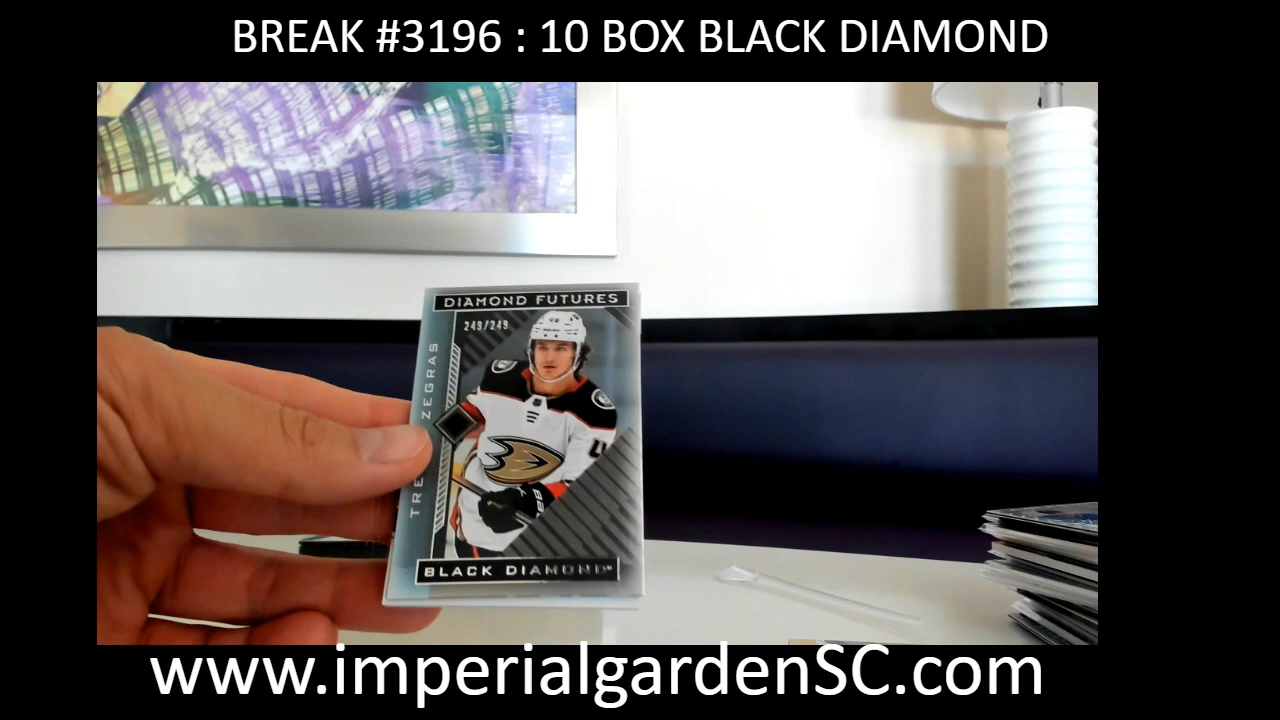 BREAK #3196 : 10 BOX BLACK DIAMOND
DIAMOND FUTURES
249/249
ZEGRAS
BLACK DIAMOND
www.imperialgardenSC.com